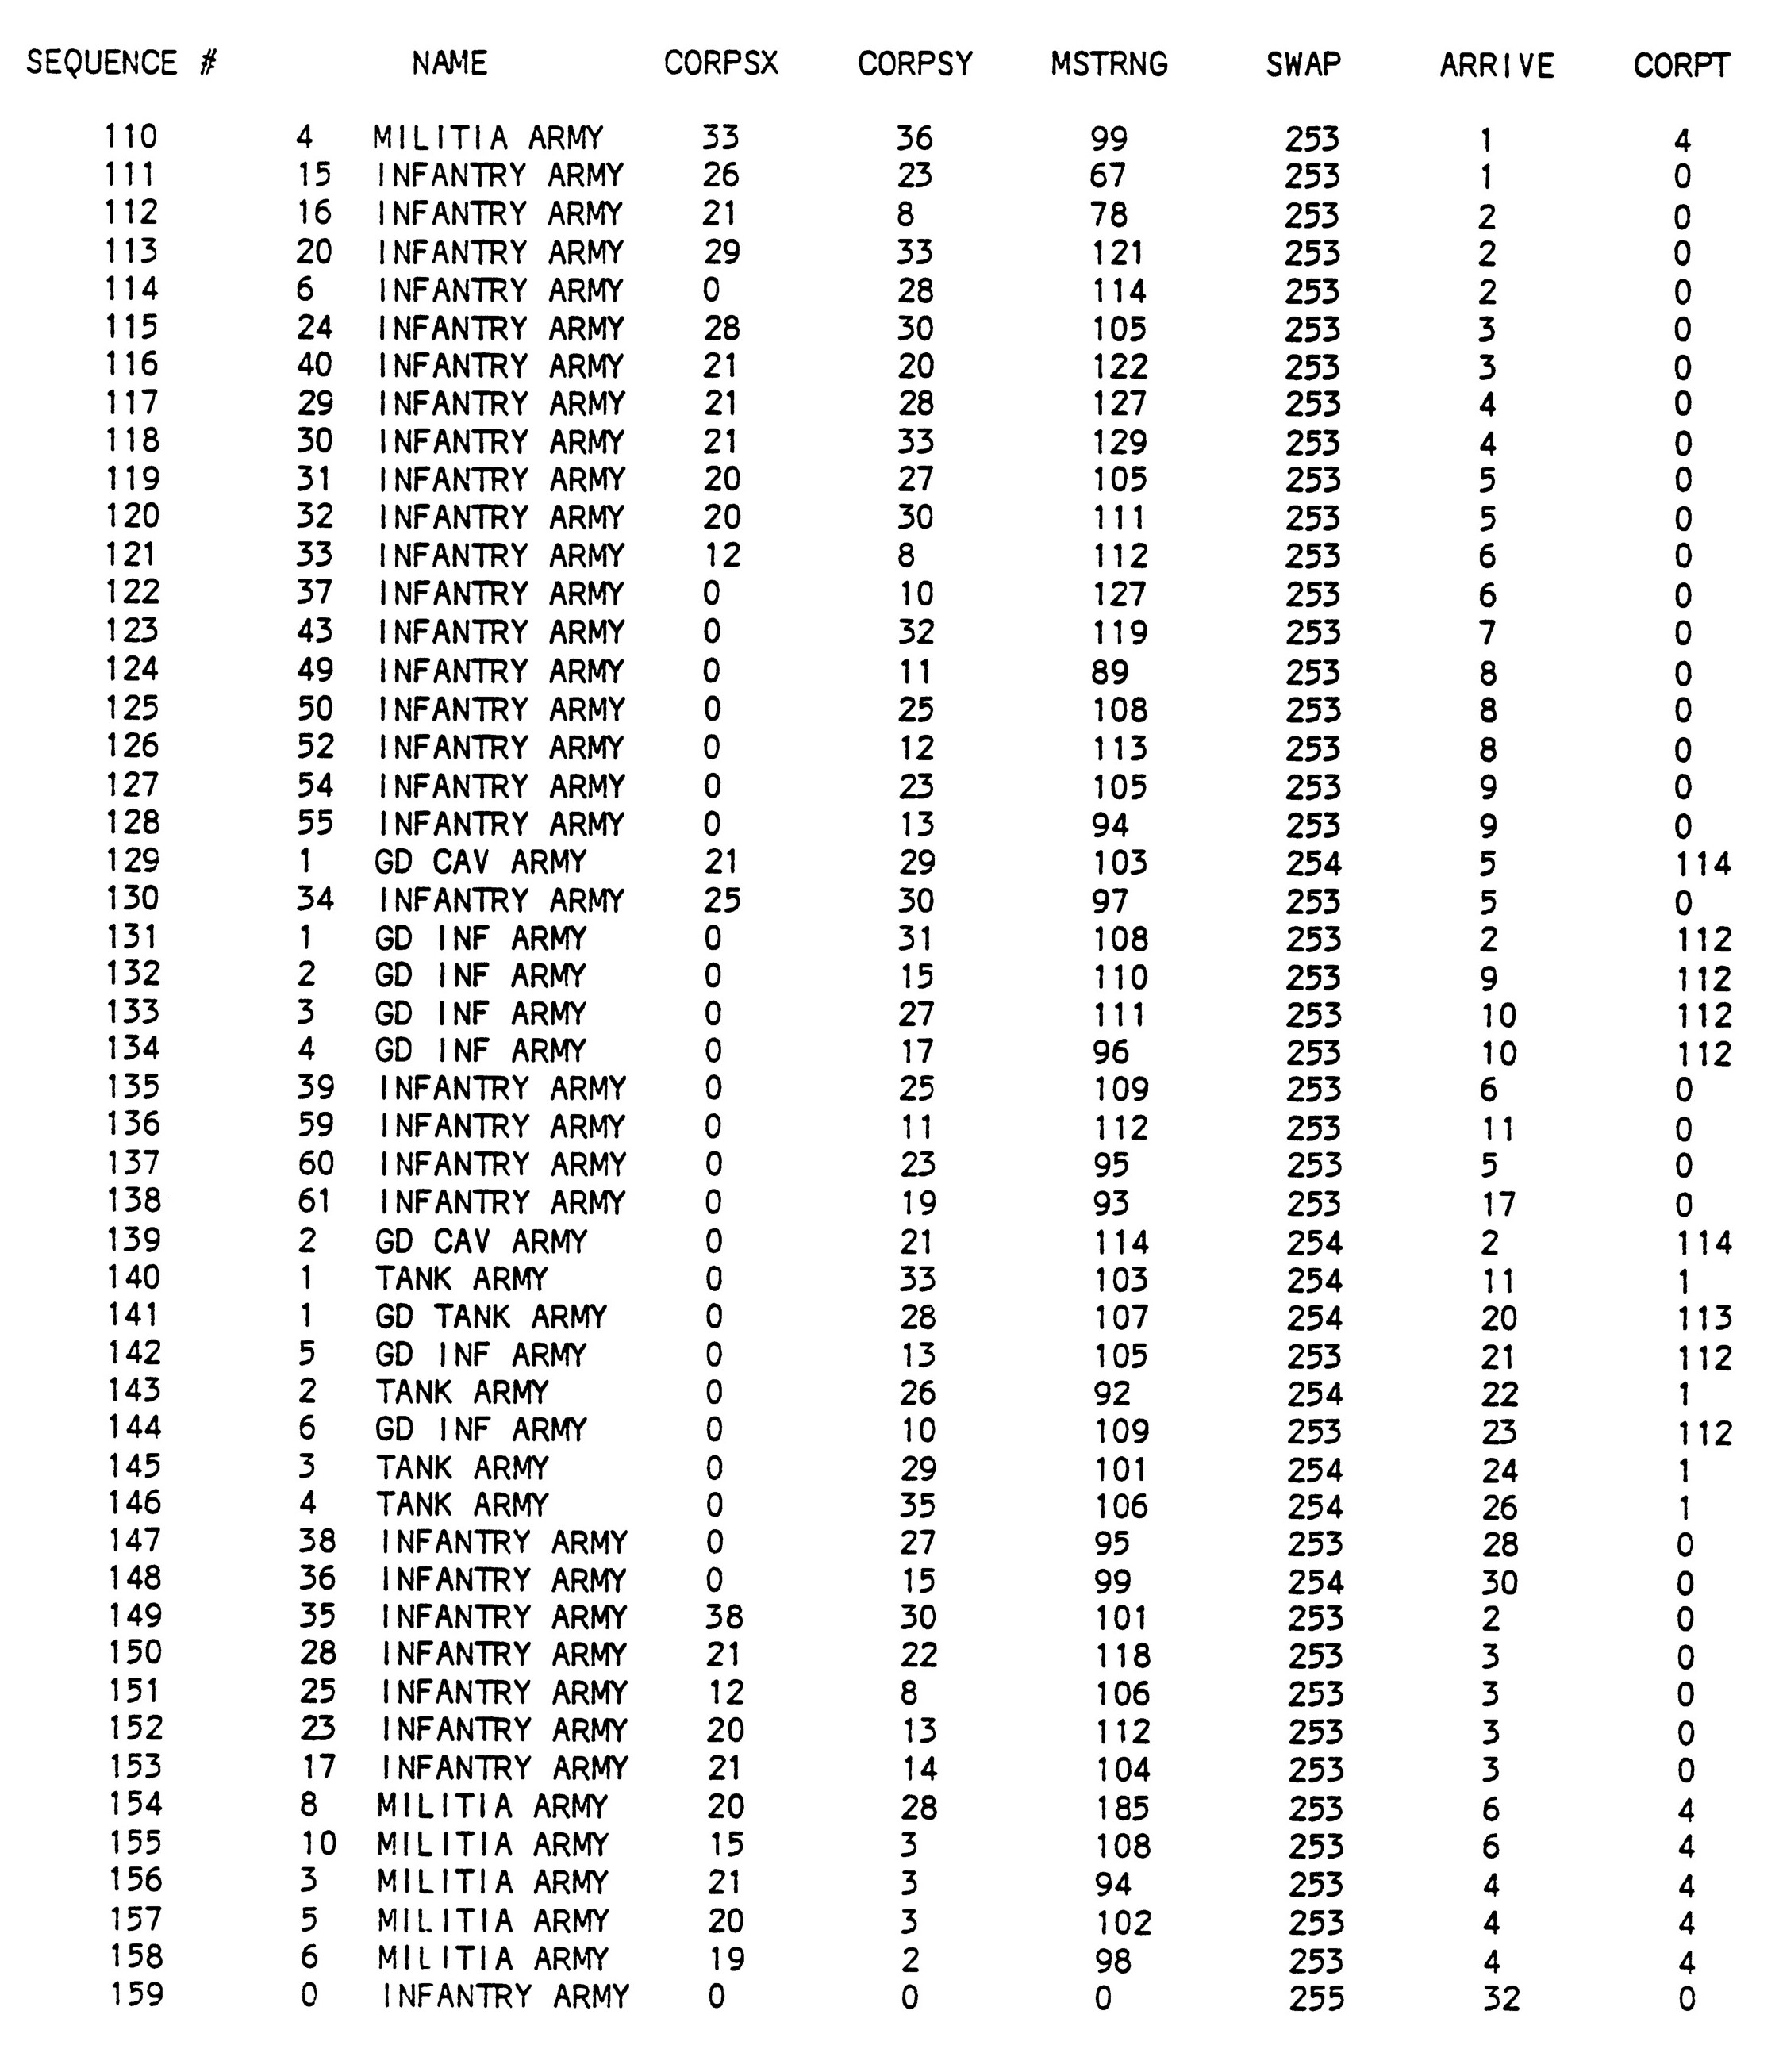 SEQUENCE # NAME CORPSX CORPSY MSTRNG SWAP ARRIVE CORPT
110 4 MILITIA ARMY 33 36 99 253 1 4
111 15 INFANTRY ARMY 26 23 67 253 1 0
112 16 INFANTRY ARMY 21 8 78 253 2 0
113 20 INFANTRY ARMY 29 33 121 253 2 0
114 6 INFANTRY ARMY 0 28 114 253 2 0
115 24 INFANTRY ARMY 28 30 105 253 3 0
116 40 INFANTRY ARMY 21 20 122 253 3 0
117 29 INFANTRY ARMY 21 28 127 253 4 0
118 30 INFANTRY ARMY 21 33 129 253 4 0
119 31 INFANTRY ARMY 20 27 105 253 5 0
120 32 INFANTRY ARMY 20 30 111 253 5 0
121 33 INFANTRY ARMY 12 8 112 253 6 0
122 37 INFANTRY ARMY 0 10 127 253 6 0
123 43 INFANTRY ARMY 0 32 119 253 7 0
124 49 INFANTRY ARMY 0 11 89 253 8 0
125 50 INFANTRY ARMY 0 25 108 253 8 0
126 52 INFANTRY ARMY 0 12 113 253 8 0
127 54 INFANTRY ARMY 0 23 105 253 9 0
128 55 INFANTRY ARMY 0 13 94 253 9 0
129 1 GD CAV ARMY 21 29 103 254 5 114
130 34 INFANTRY ARMY 25 30 97 253 5 0
131 1 GD INF ARMY 0 31 108 253 2 112
132 2 GD INF ARMY 0 15 110 253 9 112
133 3 GD INF ARMY 0 27 111 253 10 112
134 4 GD INF ARMY 0 17 96 253 10 112
135 39 INFANTRY ARMY 0 25 109 253 6 0
136 59 INFANTRY ARMY 0 11 112 253 11 0
137 60 INFANTRY ARMY 0 23 95 253 5 0
138 61 INFANTRY ARMY 0 19 93 253 17 0
139 2 GD CAV ARMY 0 21 114 254 2 114
140 1 TANK ARMY 0 33 103 254 11 1
141 1 GD TANK ARMY 0 28 107 254 20 113
142 5 GD INF ARMY 0 13 105 253 21 112
143 2 TANK ARMY 0 26 92 254 22 1
144 6 GD INF ARMY 0 10 109 253 23 112
145 3 TANK ARMY 0 29 101 254 24 1
146 4 TANK ARMY 0 35 106 254 26 1
147 38 INFANTRY ARMY 0 27 95 253 28 0
148 36 INFANTRY ARMY 0 15 99 254 30 0
149 35 INFANTRY ARMY 38 30 101 253 2 0
150 28 INFANTRY ARMY 21 22 118 253 3 0
151 25 INFANTRY ARMY 12 8 106 253 3 0
152 23 INFANTRY ARMY 20 13 112 253 3 0
153 17 INFANTRY ARMY 21 14 104 253 3 0
154 8 MILITIA ARMY 20 28 185 253 6 4
155 10 MILITIA ARMY 15 3 108 253 6 4
156 3 MILITIA ARMY 21 3 94 253 4 4
157 5 MILITIA ARMY 20 3 102 253 4 4
158 6 MILITIA ARMY 19 2 98 253 4 4
159 0 INFANTRY ARMY 0 0 0 255 32 0